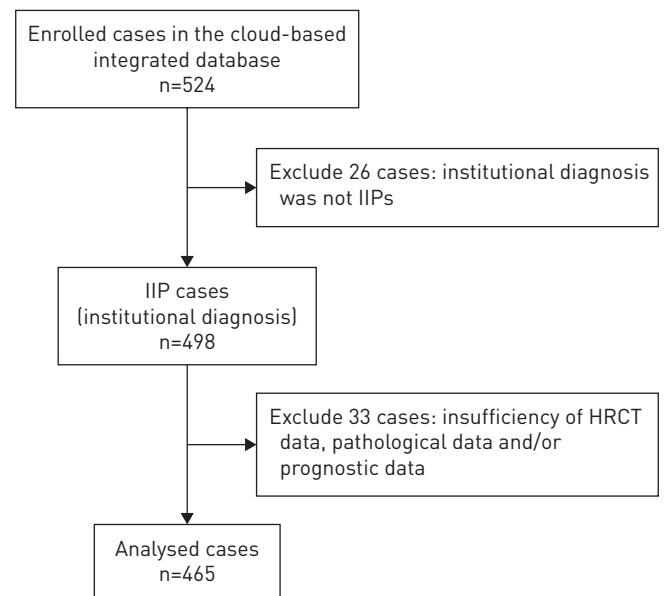 Enrolled cases in the cloud-based
integrated database
n=524
Exclude 26 cases: institutional diagnosis
was not IIPs
IIP cases
(institutional diagnosis)
n=498
Exclude 33 cases: insufficiency of HRCT
data, pathological data and/or
prognostic data
Analysed cases
n=465